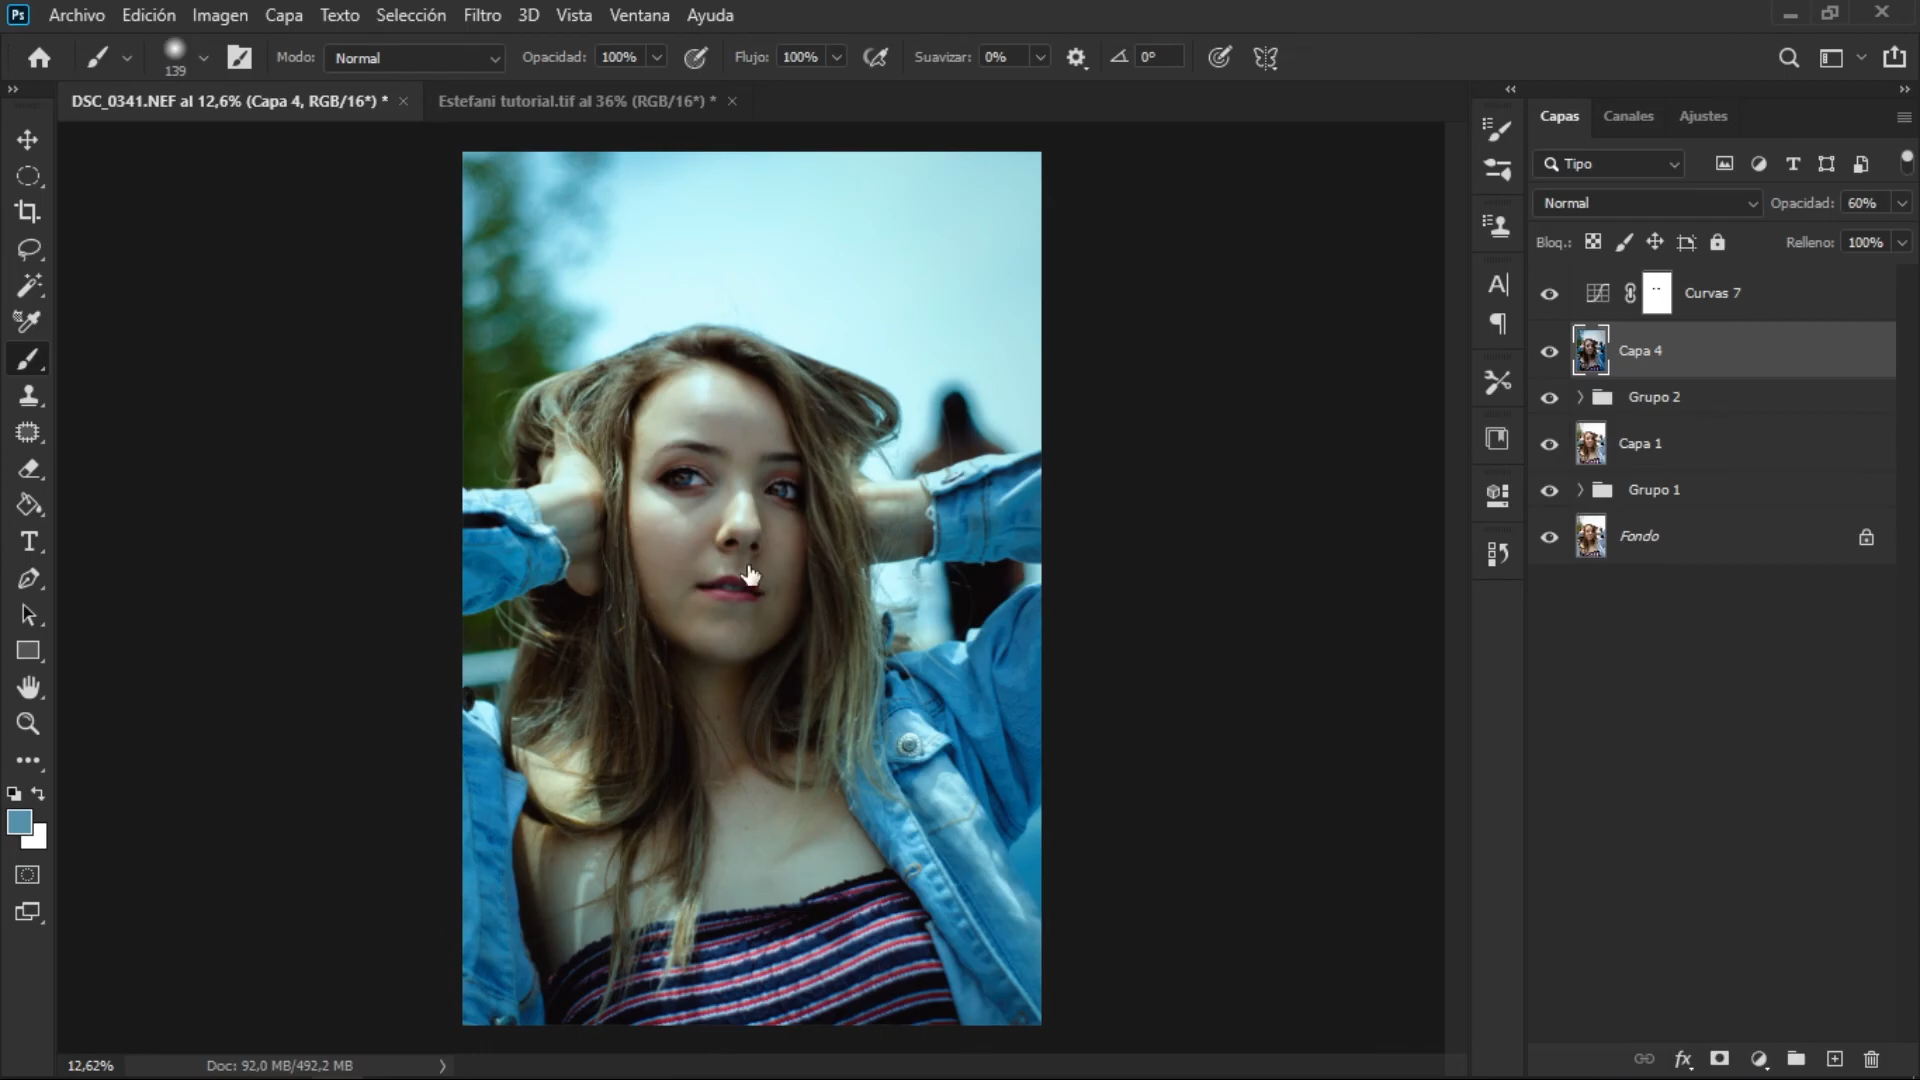 Ps Archivo Edición Imagen Capa Texto Selección Filtro 3D Vista Ventana Ayuda
139 Modo: Normal Opacidad: 100% Flujo: 100% Suavizar: 0% 0°
DSC_0341.NEF al 12,6% (Capa 4, RGB/16*) * × Estefani tutorial.tif al 36% (RGB/16*) * ×
Capas Canales Ajustes
Tipo
Normal Opacidad: 60%
Bloq.: Relleno: 100%
Curvas 7
Capa 4
Grupo 2
Capa 1
Grupo 1
Fondo
12,62% Doc: 92,0 MB/492,2 MB